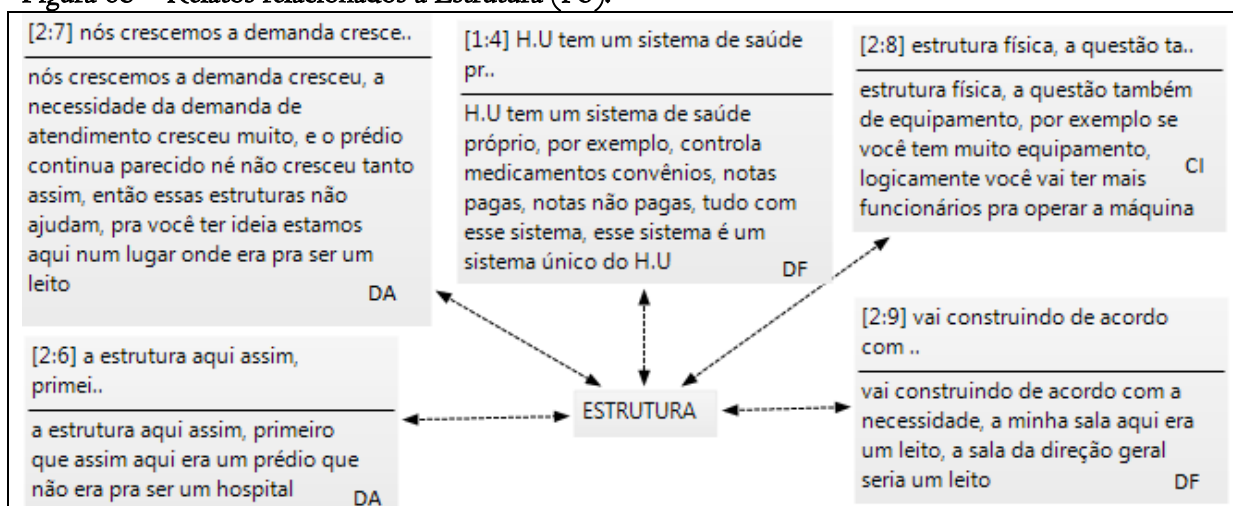 Figura – Relatos relacionados à Estrutura
[2:7] nós crescemos a demanda cresce..
nós crescemos a demanda cresceu, a
necessidade da demanda de
atendimento cresceu muito, e o prédio
continua parecido né não cresceu tanto
assim, então essas estruturas não
ajudam, pra você ter ideia estamos
aqui num lugar onde era pra ser um
leito
DA
[1:4] H.U tem um sistema de saúde
pr..
H.U tem um sistema de saúde
próprio, por exemplo, controla
medicamentos convênios, notas
pagas, notas não pagas, tudo com
esse sistema, esse sistema é um
sistema único do H.U
DF
[2:8] estrutura física, a questão ta..
estrutura física, a questão também
de equipamento, por exemplo se
você tem muito equipamento,
logicamente você vai ter mais
funcionários pra operar a máquina
CI
[2:6] a estrutura aqui assim,
primei..
a estrutura aqui assim, primeiro
que assim aqui era um prédio que
não era pra ser um hospital
DA
ESTRUTURA
[2:9] vai construindo de acordo
com ..
vai construindo de acordo com a
necessidade, a minha sala aqui era
um leito, a sala da direção geral
seria um leito
DF